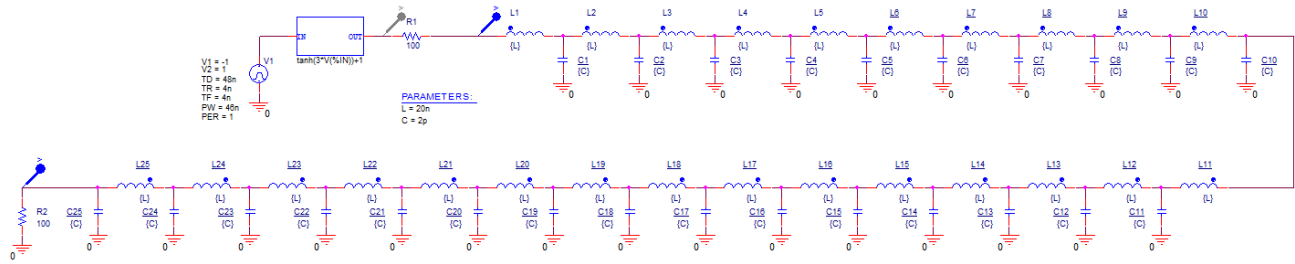 V1 = -1
V2 = 1
TD = 48n
TR = 4n
TF = 4n
PW = 46n
PER = 1
V1
0
IN OUT
tanh(3*V(%IN))+1
V
R1
100
V
PARAMETERS:
L = 20n
C = 2p
L1 L2 L3 L4 L5 L6 L7 L8 L9 L10
{L} {L} {L} {L} {L} {L} {L} {L} {L} {L}
C1 C2 C3 C4 C5 C6 C7 C8 C9 C10
{C} {C} {C} {C} {C} {C} {C} {C} {C} {C}
0 0 0 0 0 0 0 0 0 0
V
L25 L24 L23 L22 L21 L20 L19 L18 L17 L16 L15 L14 L13 L12 L11
{L} {L} {L} {L} {L} {L} {L} {L} {L} {L} {L} {L} {L} {L} {L}
R2 C25 C24 C23 C22 C21 C20 C19 C18 C17 C16 C15 C14 C13 C12 C11
100 {C} {C} {C} {C} {C} {C} {C} {C} {C} {C} {C} {C} {C} {C} {C}
0 0 0 0 0 0 0 0 0 0 0 0 0 0 0 0